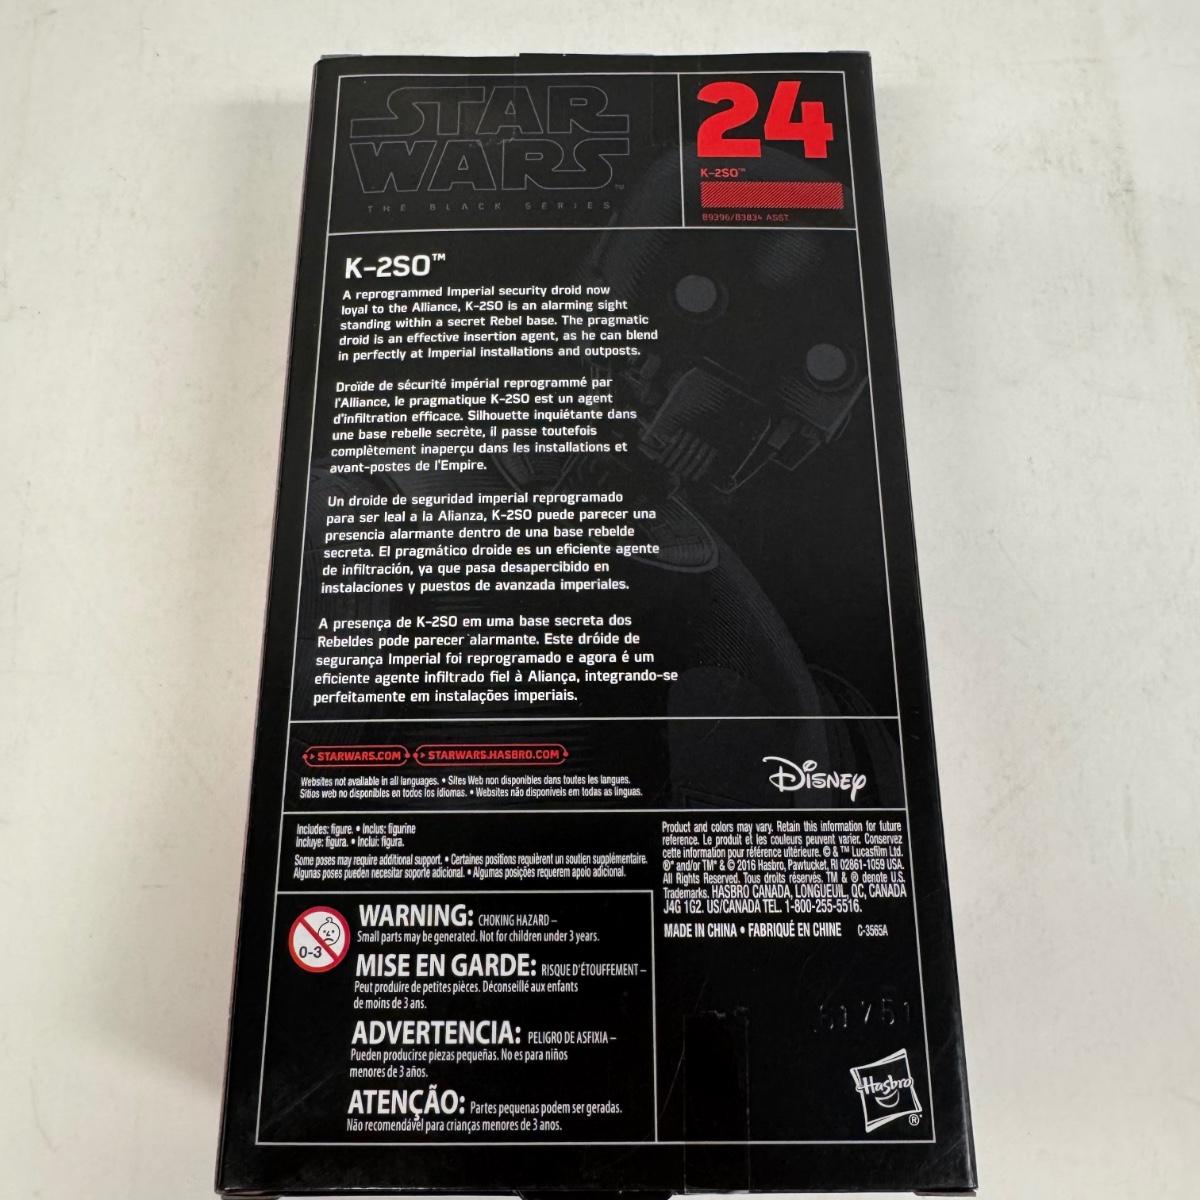 STAR
WARS™
THE BLACK SERIES
24
K-2SO™
B9396/B3834 ASST.
K-2SO™
A reprogrammed Imperial security droid now
loyal to the Alliance, K-2SO is an alarming sight
standing within a secret Rebel base. The pragmatic
droid is an effective insertion agent, as he can blend
in perfectly at Imperial installations and outposts.
Droïde de sécurité impérial reprogrammé par
l'Alliance, le pragmatique K-2SO est un agent
d'infiltration efficace. Silhouette inquiétante dans
une base rebelle secrète, il passe toutefois
complètement inaperçu dans les installations et
avant-postes de l'Empire.
Un droide de seguridad imperial reprogramado
para ser leal a la Alianza, K-2SO puede parecer una
presencia alarmante dentro de una base rebelde
secreta. El pragmático droide es un eficiente agente
de infiltración, ya que pasa desapercibido en
instalaciones y puestos de avanzada imperiales.
A presença de K-2SO em uma base secreta dos
Rebeldes pode parecer alarmante. Este dróide de
segurança Imperial foi reprogramado e agora é um
eficiente agente infiltrado fiel à Aliança, integrando-se
perfeitamente em instalações imperiais.
STARWARS.COM STARWARS.HASBRO.COM
Websites not available in all languages. • Sites Web non disponibles dans toutes les langues.
Sitios web no disponibles en todos los idiomas. • Websites não disponíveis em todas as línguas.
DISNEY
Includes: figure. • Inclus: figurine
Incluye: figura. • Inclui: figura.
Some poses may require additional support. • Certaines positions requièrent un soutien supplémentaire.
Algunas poses pueden necesitar soporte adicional. • Algumas posições requerem apoio adicional.
Product and colors may vary. Retain this information for future
reference. Le produit et les couleurs peuvent varier. Conservez
cette information pour référence ultérieure. © & ™ Lucasfilm Ltd.
®* and/or TM* & © 2016 Hasbro, Pawtucket, RI 02861-1059 USA.
All Rights Reserved. Tous droits réservés. TM & ® denote U.S.
Trademarks. HASBRO CANADA, LONGUEUIL, QC, CANADA
J4G 1G2. US/CANADA TEL. 1-800-255-5516.
MADE IN CHINA • FABRIQUÉ EN CHINE C-3565A
0-3
WARNING: CHOKING HAZARD –
Small parts may be generated. Not for children under 3 years.
MISE EN GARDE: RISQUE D'ÉTOUFFEMENT –
Peut produire de petites pièces. Déconseillé aux enfants
de moins de 3 ans.
ADVERTENCIA: PELIGRO DE ASFIXIA –
Pueden producirse piezas pequeñas. No es para niños
menores de 3 años.
ATENÇÃO: Partes pequenas podem ser geradas.
Não recomendável para crianças menores de 3 anos.
Hasbro
®*